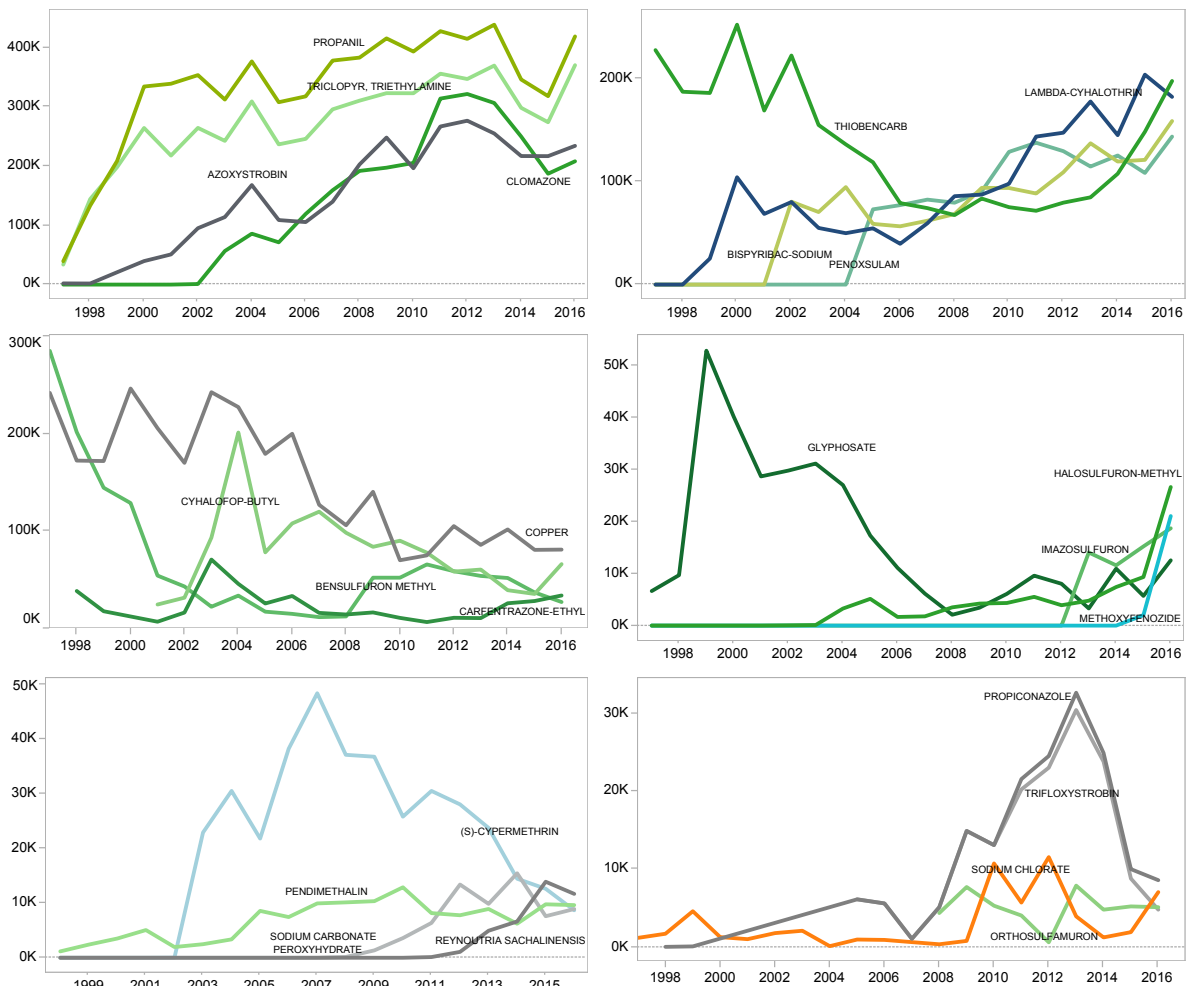 400K
300K
200K
100K
0K
PROPANIL
TRICLOPYR, TRIETHYLAMINE
AZOXYSTROBIN
CLOMAZONE
1998 2000 2002 2004 2006 2008 2010 2012 2014 2016
200K
100K
0K
LAMBDA-CYHALOTHRIN
THIOBENCARB
BISPYRIBAC-SODIUM
PENOXSULAM
1998 2000 2002 2004 2006 2008 2010 2012 2014 2016
300K
200K
100K
0K
CYHALOFOP-BUTYL
COPPER
BENSULFURON METHYL
CARFENTRAZONE-ETHYL
1998 2000 2002 2004 2006 2008 2010 2012 2014 2016
50K
40K
30K
20K
10K
0K
GLYPHOSATE
HALOSULFURON-METHYL
IMAZOSULFURON
METHOXYFENOZIDE
1998 2000 2002 2004 2006 2008 2010 2012 2014 2016
50K
40K
30K
20K
10K
0K
(S)-CYPERMETHRIN
PENDIMETHALIN
SODIUM CARBONATE
PEROXYHYDRATE
REYNOUTRIA SACHALINENSIS
1999 2001 2003 2005 2007 2009 2011 2013 2015
30K
20K
10K
0K
PROPICONAZOLE
TRIFLOXYSTROBIN
SODIUM CHLORATE
ORTHOSULFAMURON
1998 2000 2002 2004 2006 2008 2010 2012 2014 2016